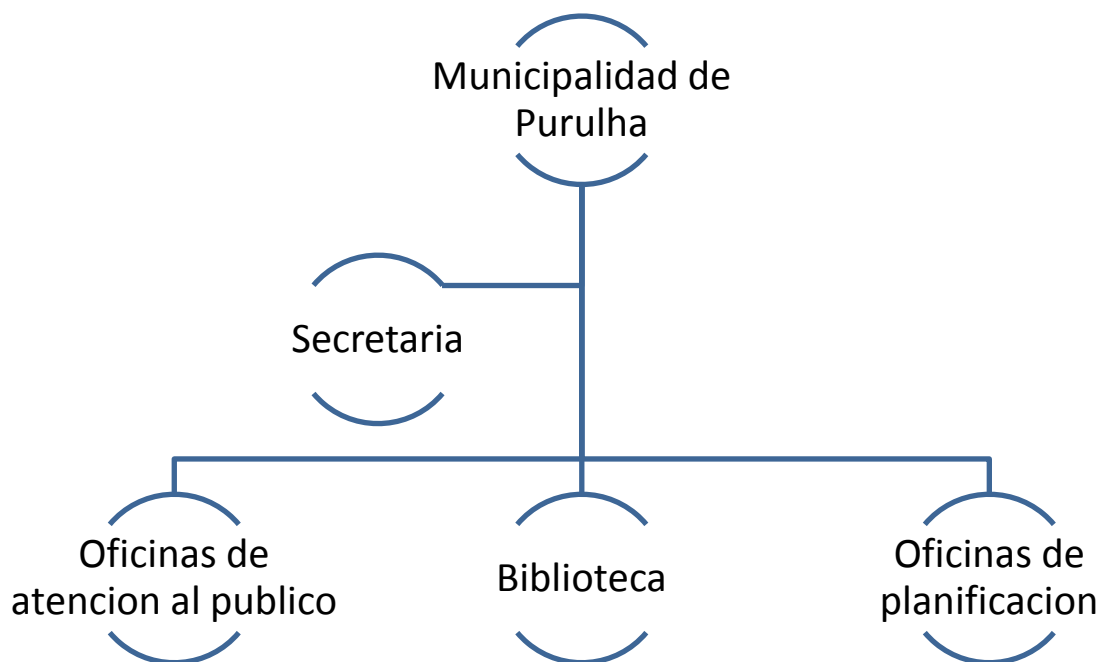 Municipalidad de
Purulha
Secretaria
Oficinas de
atencion al publico
Biblioteca
Oficinas de
planificacion